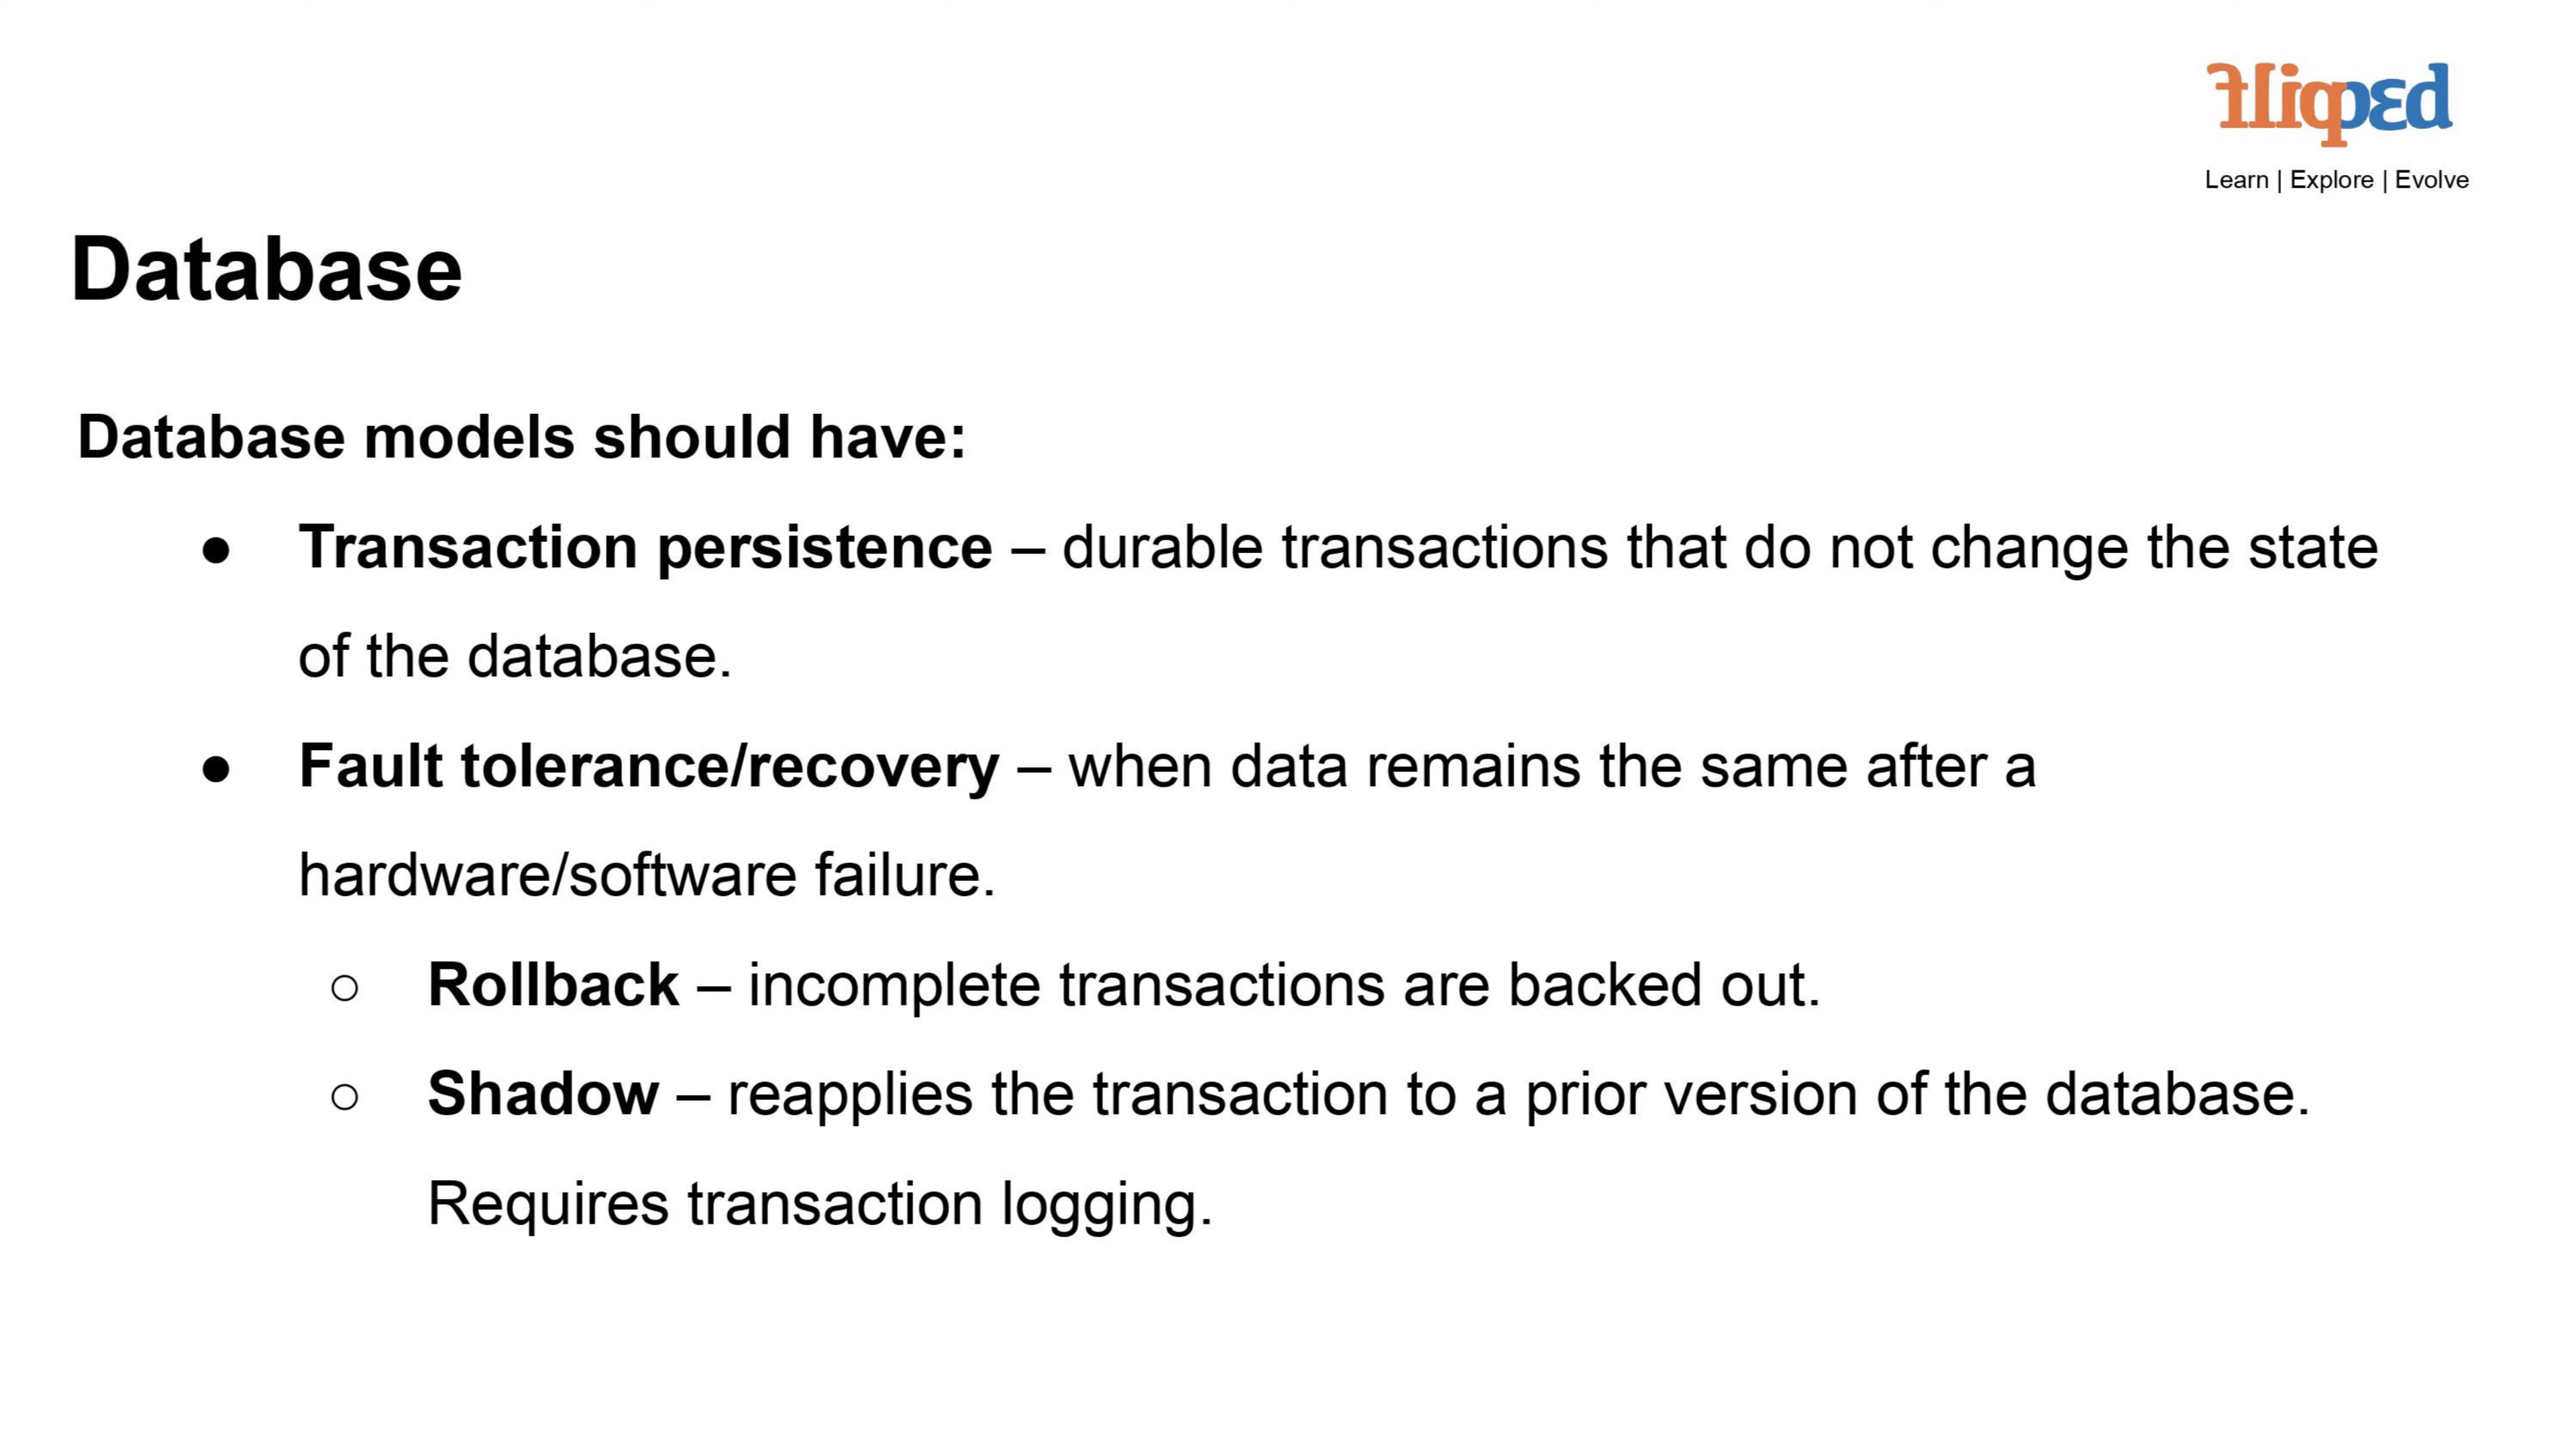 fliqped
Learn | Explore | Evolve
Database
Database models should have:
● Transaction persistence – durable transactions that do not change the state
of the database.
● Fault tolerance/recovery – when data remains the same after a
hardware/software failure.
○ Rollback – incomplete transactions are backed out.
○ Shadow – reapplies the transaction to a prior version of the database.
Requires transaction logging.